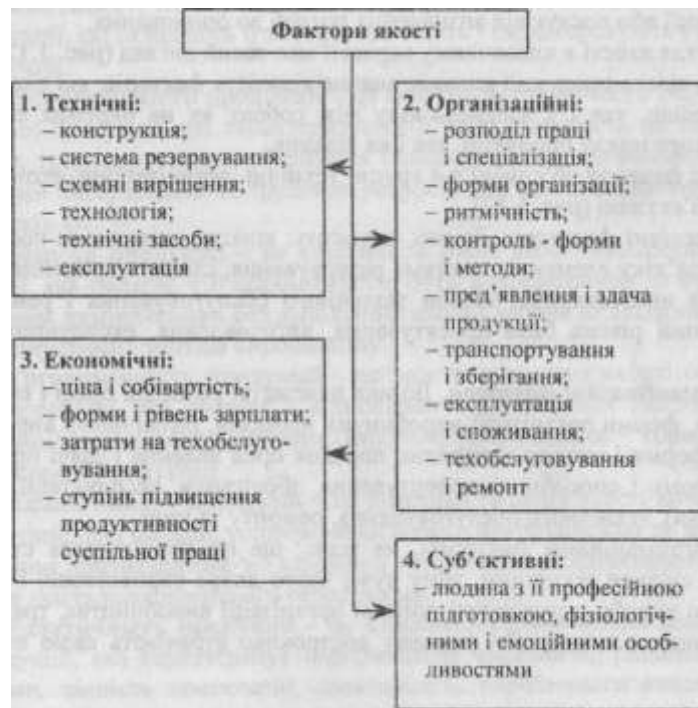 Фактори якості
1. Технічні:
– конструкція;
– система резервування;
– схемні вирішення;
– технологія;
– технічні засоби;
– експлуатація
2. Організаційні:
– розподіл праці
і спеціалізація;
– форми організації;
– ритмічність;
– контроль - форми
і методи;
– пред’явлення і здача
продукції;
– транспортування
і зберігання;
– експлуатація
і споживання;
– техобслуговування
і ремонт
3. Економічні:
– ціна і собівартість;
– форми і рівень зарплати;
– затрати на техобслуго-
вування;
– ступінь підвищення
продуктивності
суспільної праці
4. Суб’єктивні:
– людина з її професійною
підготовкою, фізіологіч-
ними і емоційними особ-
ливостями